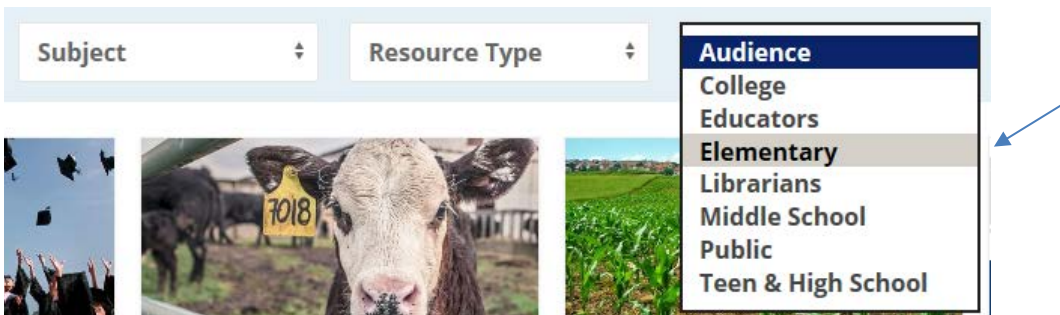 Subject
Resource Type
Audience
College
Educators
Elementary
Librarians
Middle School
Public
Teen & High School
7018